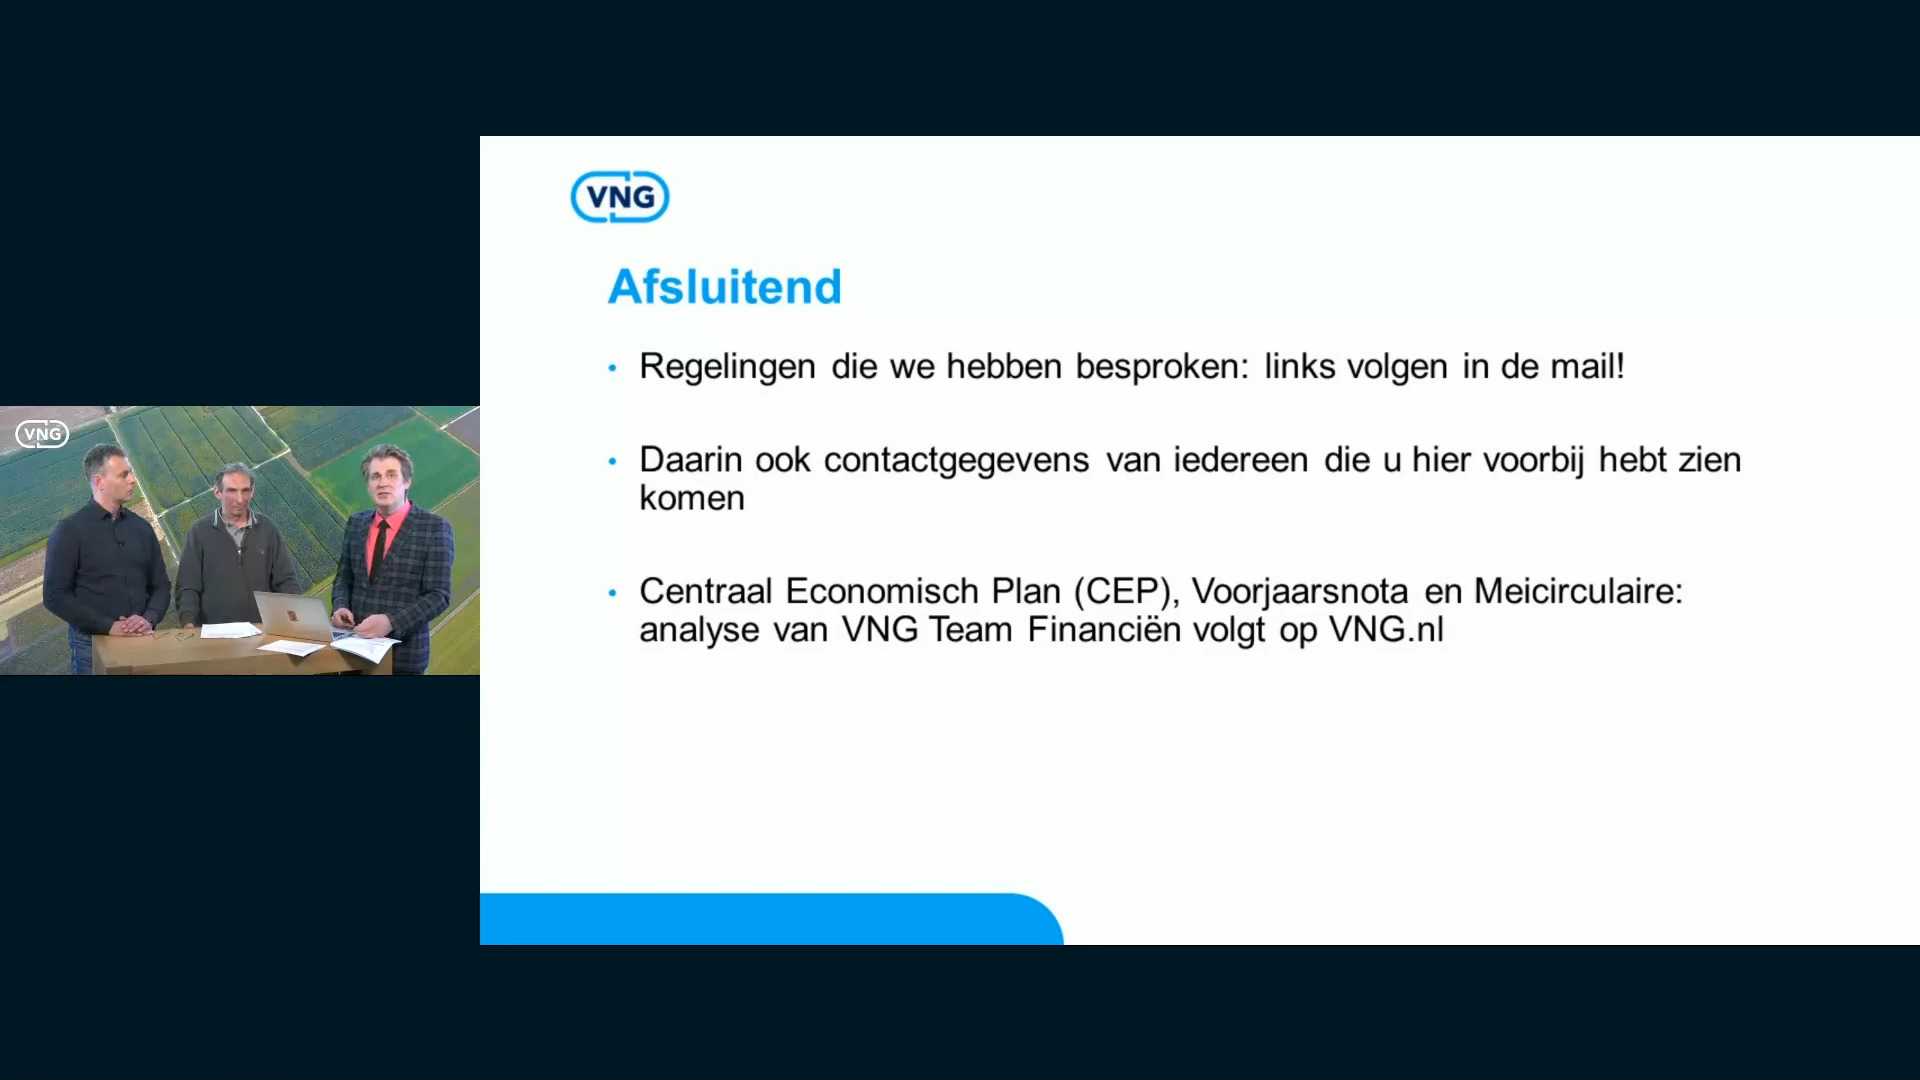 VNG
VNG
Afsluitend
• Regelingen die we hebben besproken: links volgen in de mail!
• Daarin ook contactgegevens van iedereen die u hier voorbij hebt zien
komen
• Centraal Economisch Plan (CEP), Voorjaarsnota en Meicirculaire:
analyse van VNG Team Financiën volgt op VNG.nl